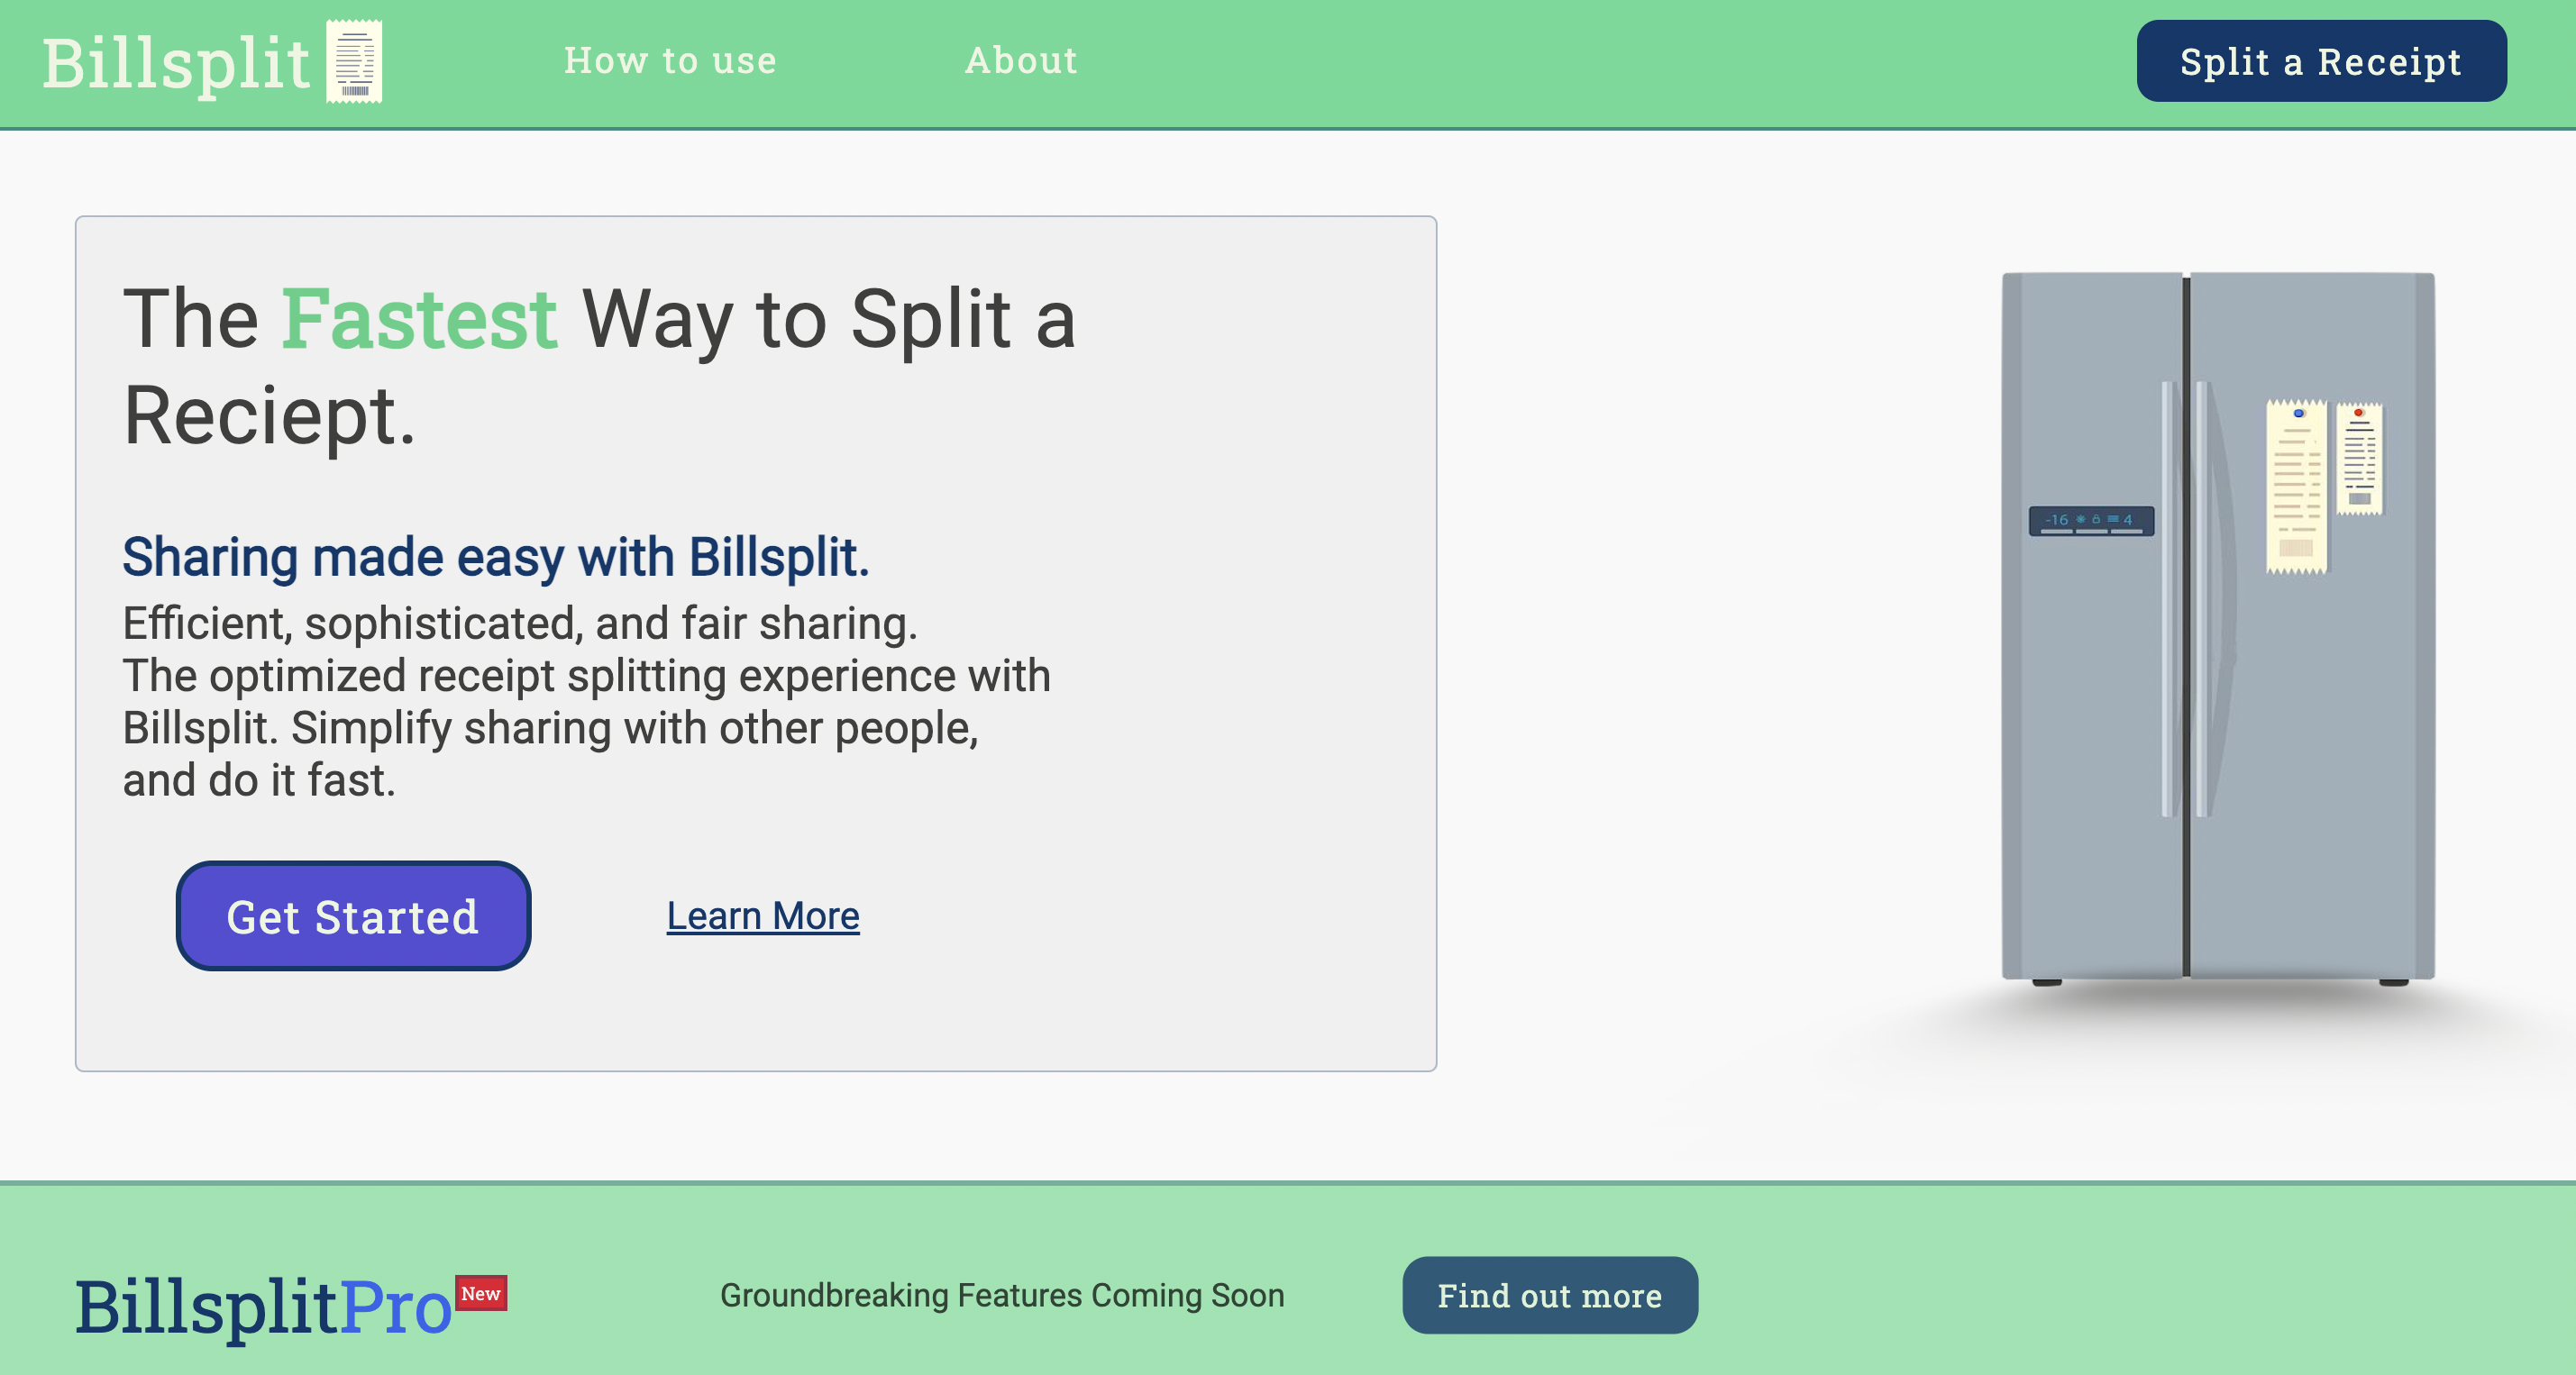 Billsplit
How to use
About
Split a Receipt
The Fastest Way to Split a
Reciept.
Sharing made easy with Billsplit.
Efficient, sophisticated, and fair sharing.
The optimized receipt splitting experience with
Billsplit. Simplify sharing with other people,
and do it fast.
Get Started
Learn More
-16 4
BillsplitPro New
Groundbreaking Features Coming Soon
Find out more